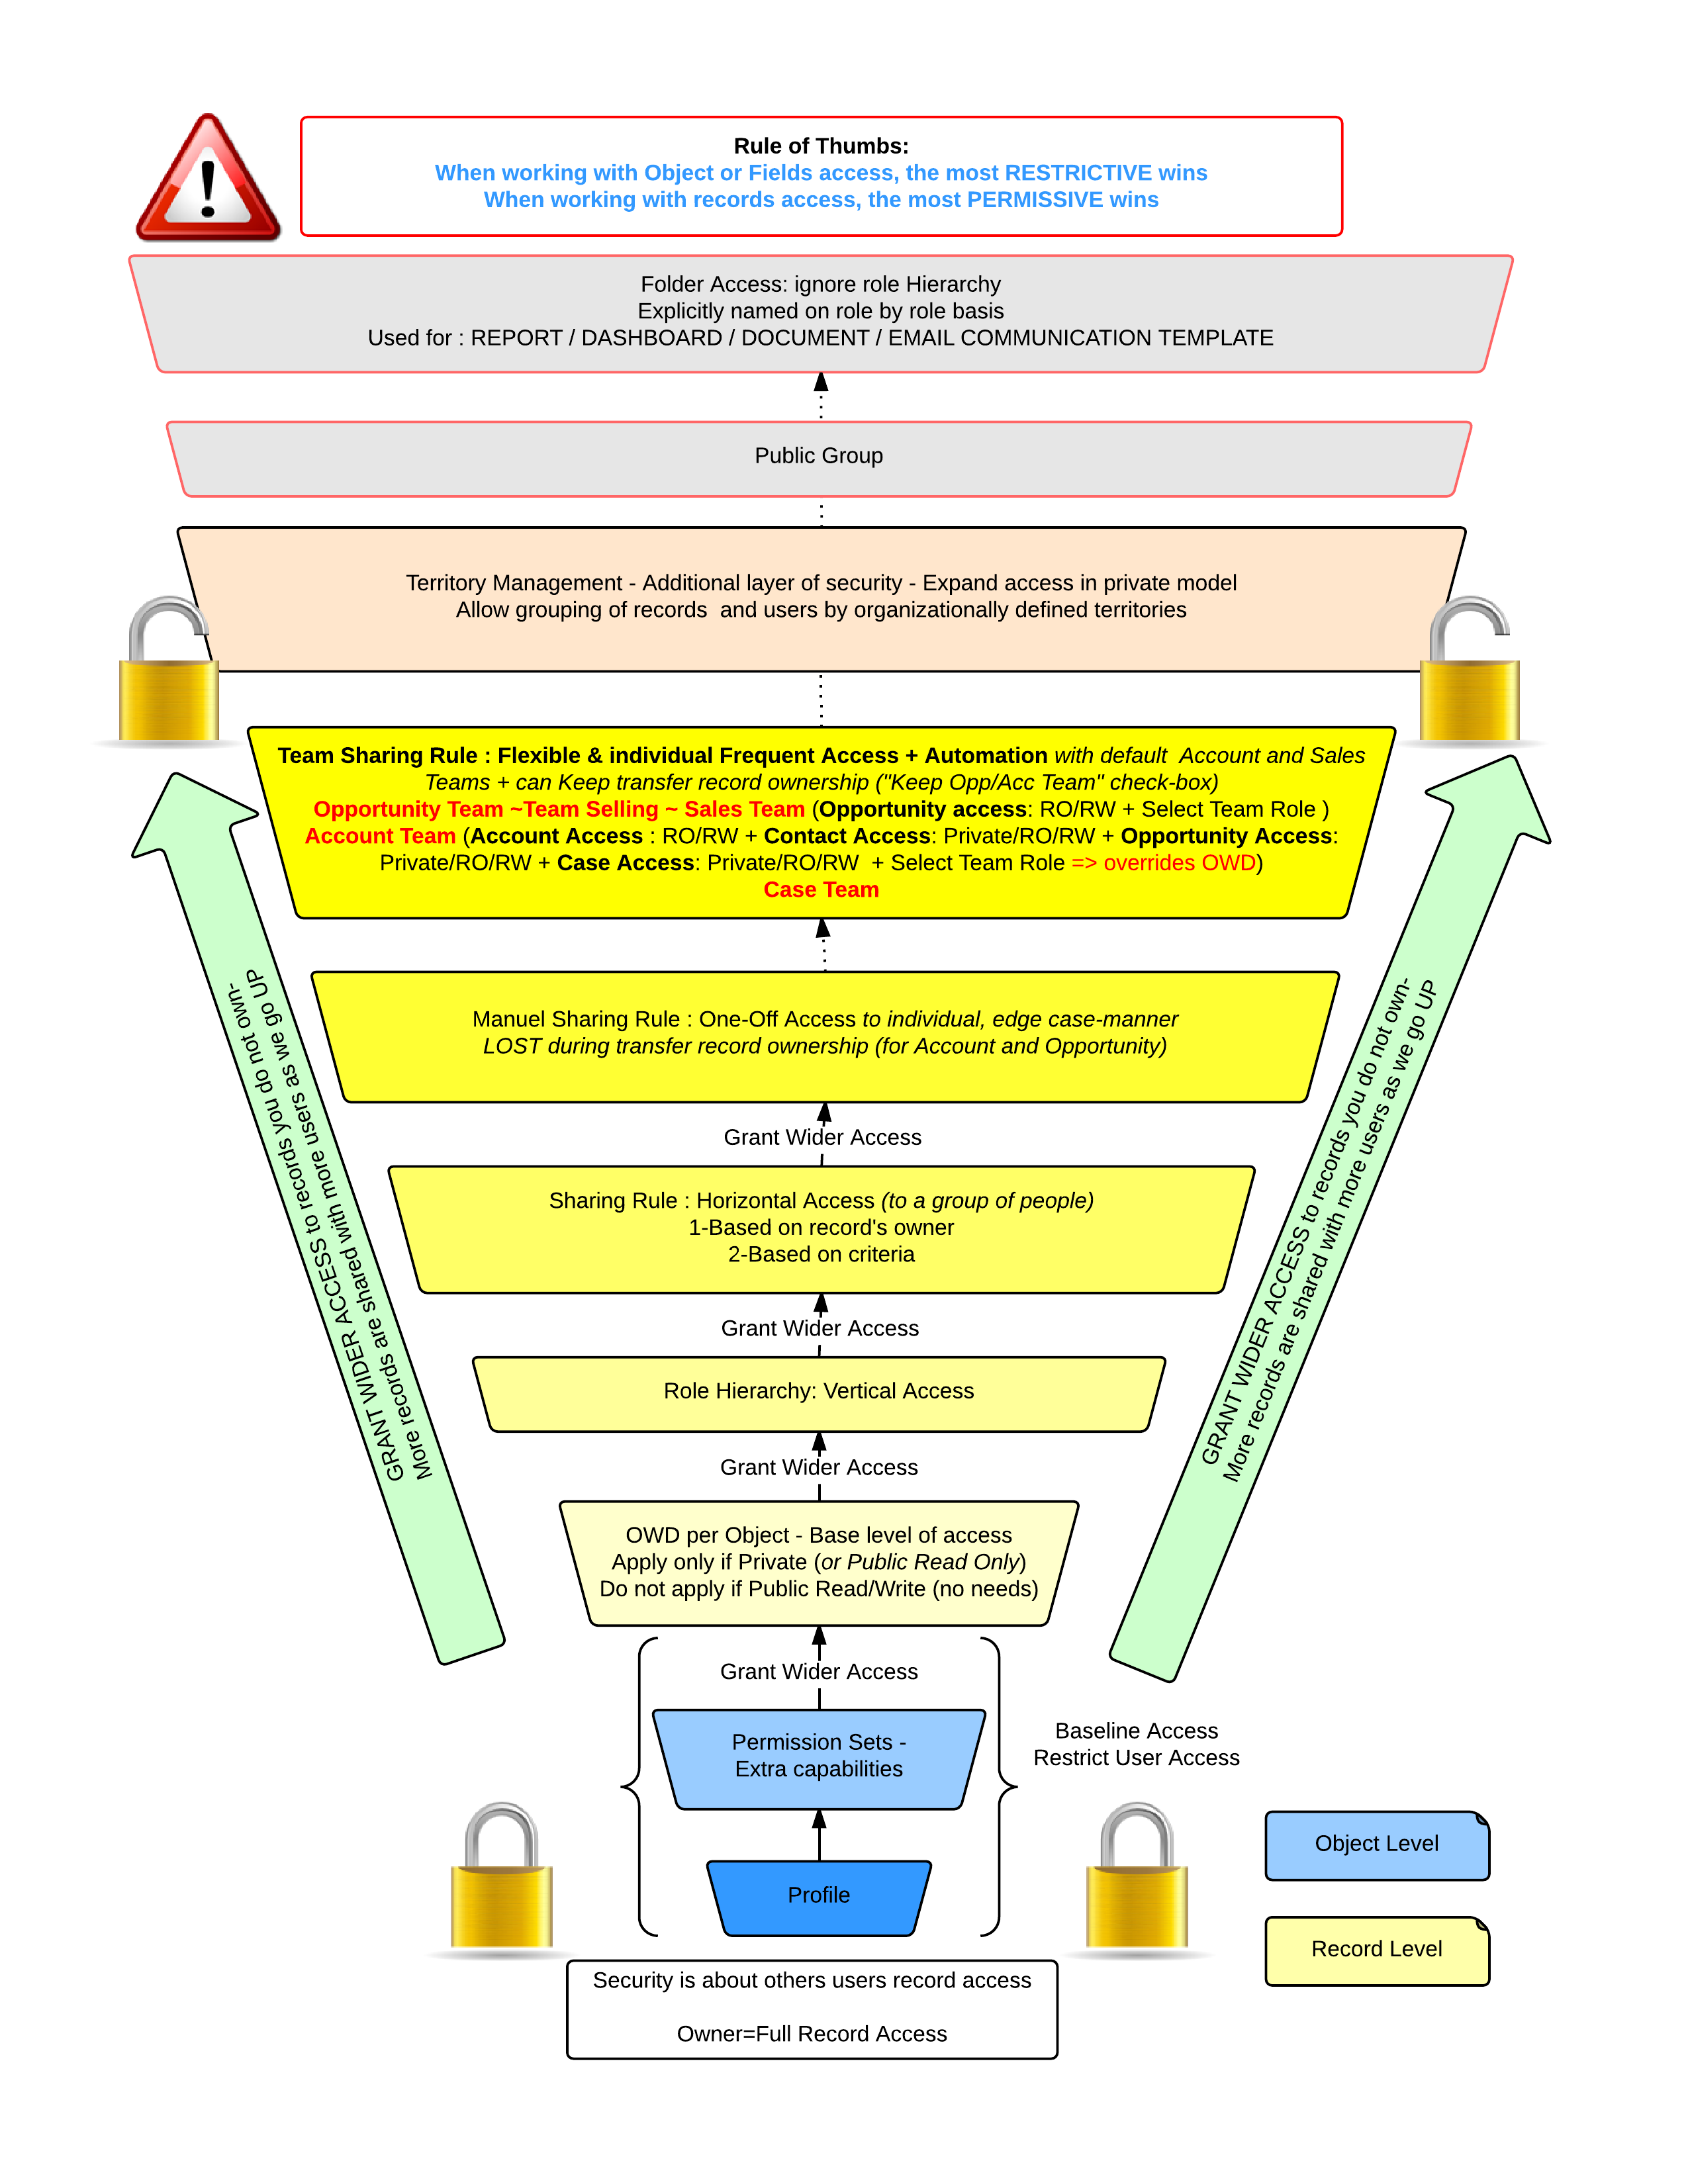 Rule of Thumbs:
When working with Object or Fields access, the most RESTRICTIVE wins
When working with records access, the most PERMISSIVE wins
Folder Access: ignore role Hierarchy
Explicitly named on role by role basis
Used for : REPORT / DASHBOARD / DOCUMENT / EMAIL COMMUNICATION TEMPLATE
Public Group
Territory Management - Additional layer of security - Expand access in private model
Allow grouping of records  and users by organizationally defined territories
Team Sharing Rule : Flexible & individual Frequent Access + Automation with default  Account and Sales
Teams + can Keep transfer record ownership ("Keep Opp/Acc Team" check-box)
Opportunity Team ~Team Selling ~ Sales Team (Opportunity access: RO/RW + Select Team Role )
Account Team (Account Access : RO/RW + Contact Access: Private/RO/RW + Opportunity Access:
Private/RO/RW + Case Access: Private/RO/RW  + Select Team Role => overrides OWD)
Case Team
Manuel Sharing Rule : One-Off Access to individual, edge case-manner
LOST during transfer record ownership (for Account and Opportunity)
Grant Wider Access
Sharing Rule : Horizontal Access (to a group of people)
1-Based on record's owner
2-Based on criteria
Grant Wider Access
Role Hierarchy: Vertical Access
Grant Wider Access
OWD per Object - Base level of access
Apply only if Private (or Public Read Only)
Do not apply if Public Read/Write (no needs)
Grant Wider Access
Permission Sets -
Extra capabilities
Profile
GRANT WIDER ACCESS to records you do not own-
More records are shared with more users as we go UP
GRANT WIDER ACCESS to records you do not own-
More records are shared with more users as we go UP
Baseline Access
Restrict User Access
Object Level
Record Level
Security is about others users record access
Owner=Full Record Access